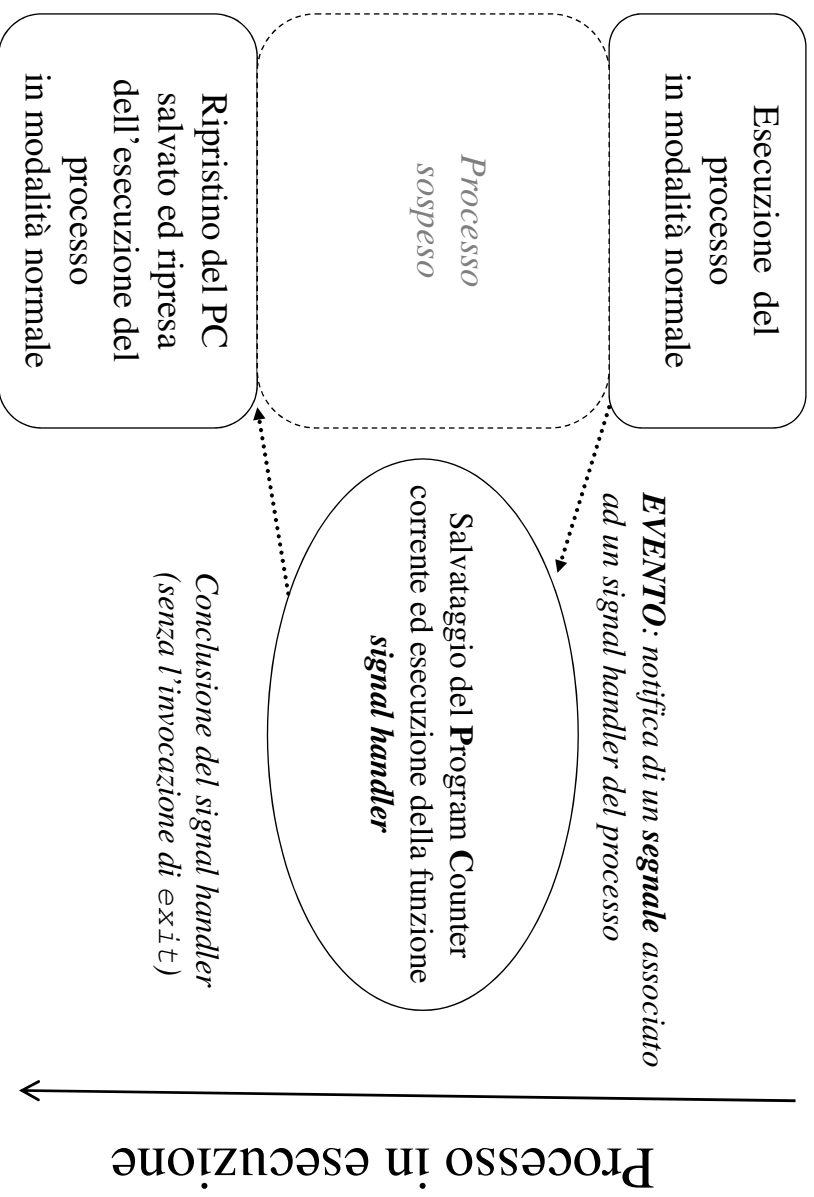 Esecuzione del
processo
in modalità normale
EVENTO: notifica di un segnale associato
ad un signal handler del processo
Processo
sospeso
Salvataggio del Program Counter
corrente ed esecuzione della funzione
signal handler
Ripristino del PC
salvato ed ripresa
dell'esecuzione del
processo
in modalità normale
Conclusione del signal handler
(senza l'invocazione di exit)
Processo in esecuzione